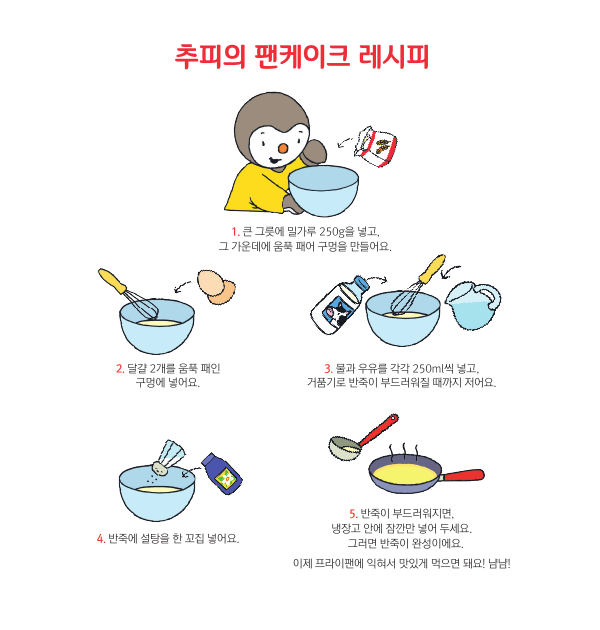 추피의 팬케이크 레시피
1. 큰 그릇에 밀가루 250g을 넣고,
그 가운데에 움푹 패어 구멍을 만들어요.
2. 달걀 2개를 움푹 패인
구멍에 넣어요.
3. 물과 우유를 각각 250ml씩 넣고,
거품기로 반죽이 부드러워질 때까지 저어요.
4. 반죽에 설탕을 한 꼬집 넣어요.
5. 반죽이 부드러워지면,
냉장고 안에 잠깐만 넣어 두세요.
그러면 반죽이 완성이에요.
이제 프라이팬에 익혀서 맛있게 먹으면 돼요! 냠냠!